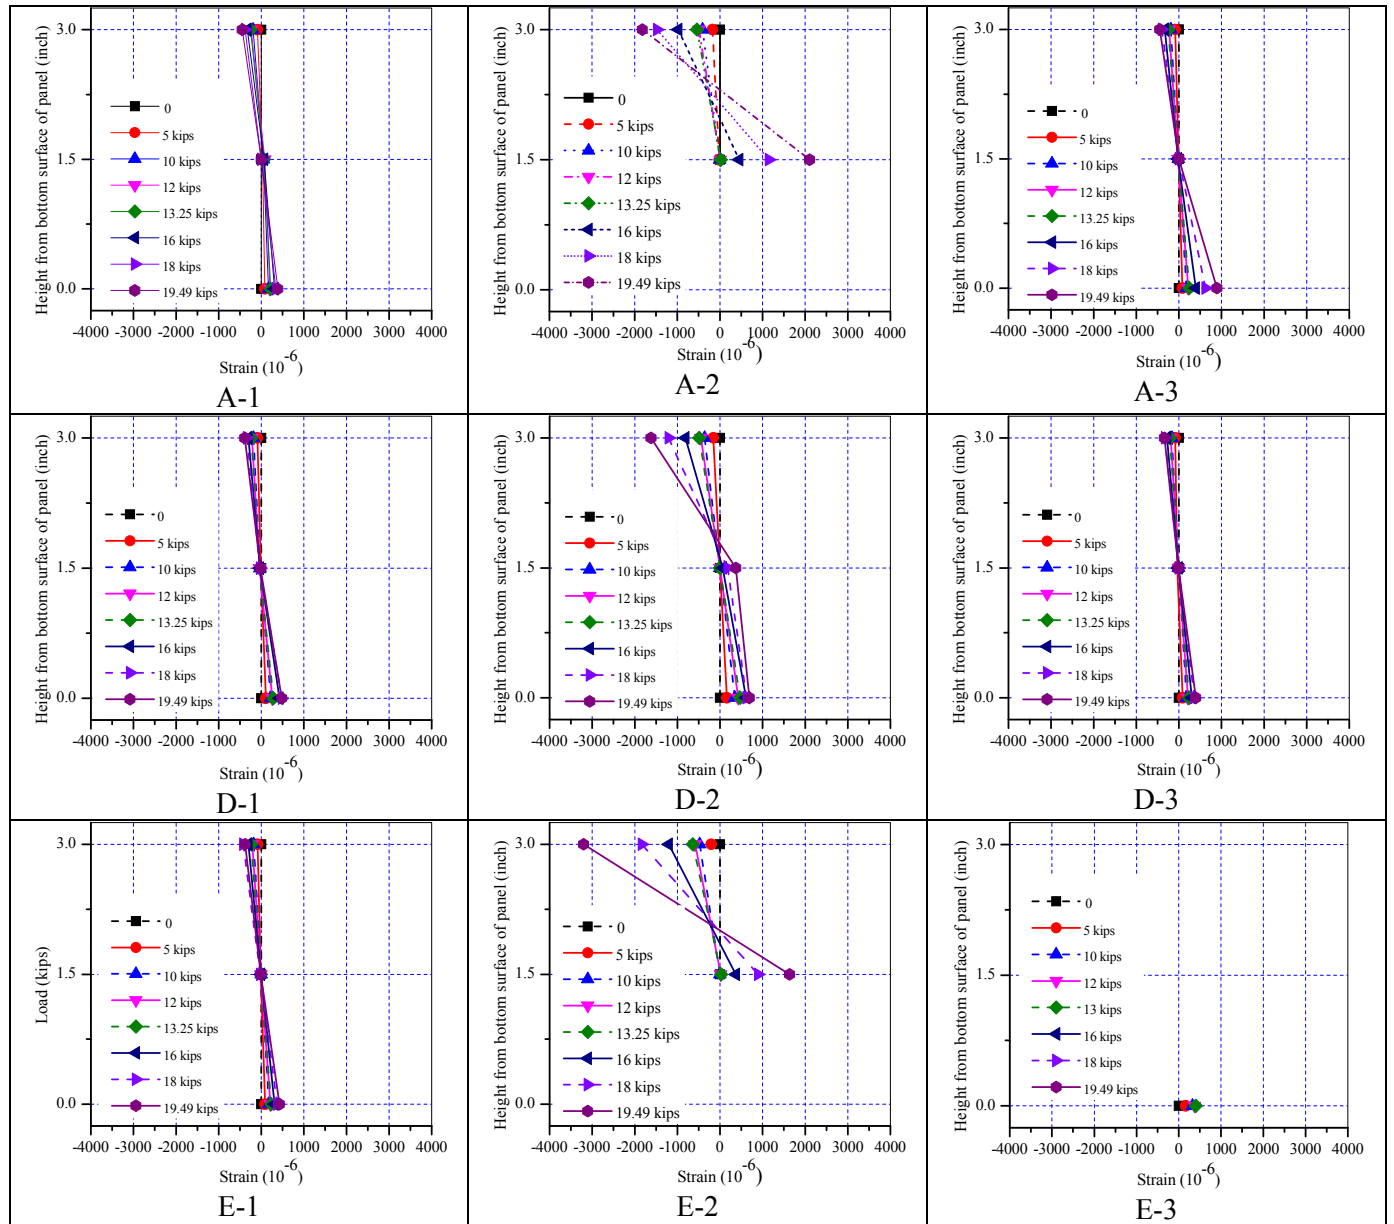 Height from bottom surface of panel (inch)
3.0
1.5
0.0
0
5 kips
10 kips
12 kips
13.25 kips
16 kips
18 kips
19.49 kips
-4000 -3000 -2000 -1000 0 1000 2000 3000 4000
Strain (10-6)
A-1
Height from bottom surface of panel (inch)
3.0
1.5
0.0
0
5 kips
10 kips
12 kips
13.25 kips
16 kips
18 kips
19.49 kips
-4000 -3000 -2000 -1000 0 1000 2000 3000 4000
Strain (10-6)
A-2
Height from bottom surface of panel (inch)
3.0
1.5
0.0
0
5 kips
10 kips
12 kips
13.25 kips
16 kips
18 kips
19.49 kips
-4000 -3000 -2000 -1000 0 1000 2000 3000 4000
Strain (10-6)
A-3
Height from bottom surface of panel (inch)
3.0
1.5
0.0
0
5 kips
10 kips
12 kips
13.25 kips
16 kips
18 kips
19.49 kips
-4000 -3000 -2000 -1000 0 1000 2000 3000 4000
Strain (10-6)
D-1
Height from bottom surface of panel (inch)
3.0
1.5
0.0
0
5 kips
10 kips
12 kips
13.25 kips
16 kips
18 kips
19.49 kips
-4000 -3000 -2000 -1000 0 1000 2000 3000 4000
Strain (10-6)
D-2
Height from bottom surface of panel (inch)
3.0
1.5
0.0
0
5 kips
10 kips
12 kips
13.25 kips
16 kips
18 kips
19.49 kips
-4000 -3000 -2000 -1000 0 1000 2000 3000 4000
Strain (10-6)
D-3
Load (kips)
3.0
1.5
0.0
0
5 kips
10 kips
12 kips
13.25 kips
16 kips
18 kips
19.49 kips
-4000 -3000 -2000 -1000 0 1000 2000 3000 4000
Strain (10-6)
E-1
Height from bottom surface of panel (inch)
3.0
1.5
0.0
0
5 kips
10 kips
12 kips
13.25 kips
16 kips
18 kips
19.49 kips
-4000 -3000 -2000 -1000 0 1000 2000 3000 4000
Strain (10-6)
E-2
Height from bottom surface of panel (inch)
3.0
1.5
0.0
0
5 kips
10 kips
12 kips
13 kips
16 kips
18 kips
19.49 kips
-4000 -3000 -2000 -1000 0 1000 2000 3000 4000
Strain (10-6)
E-3